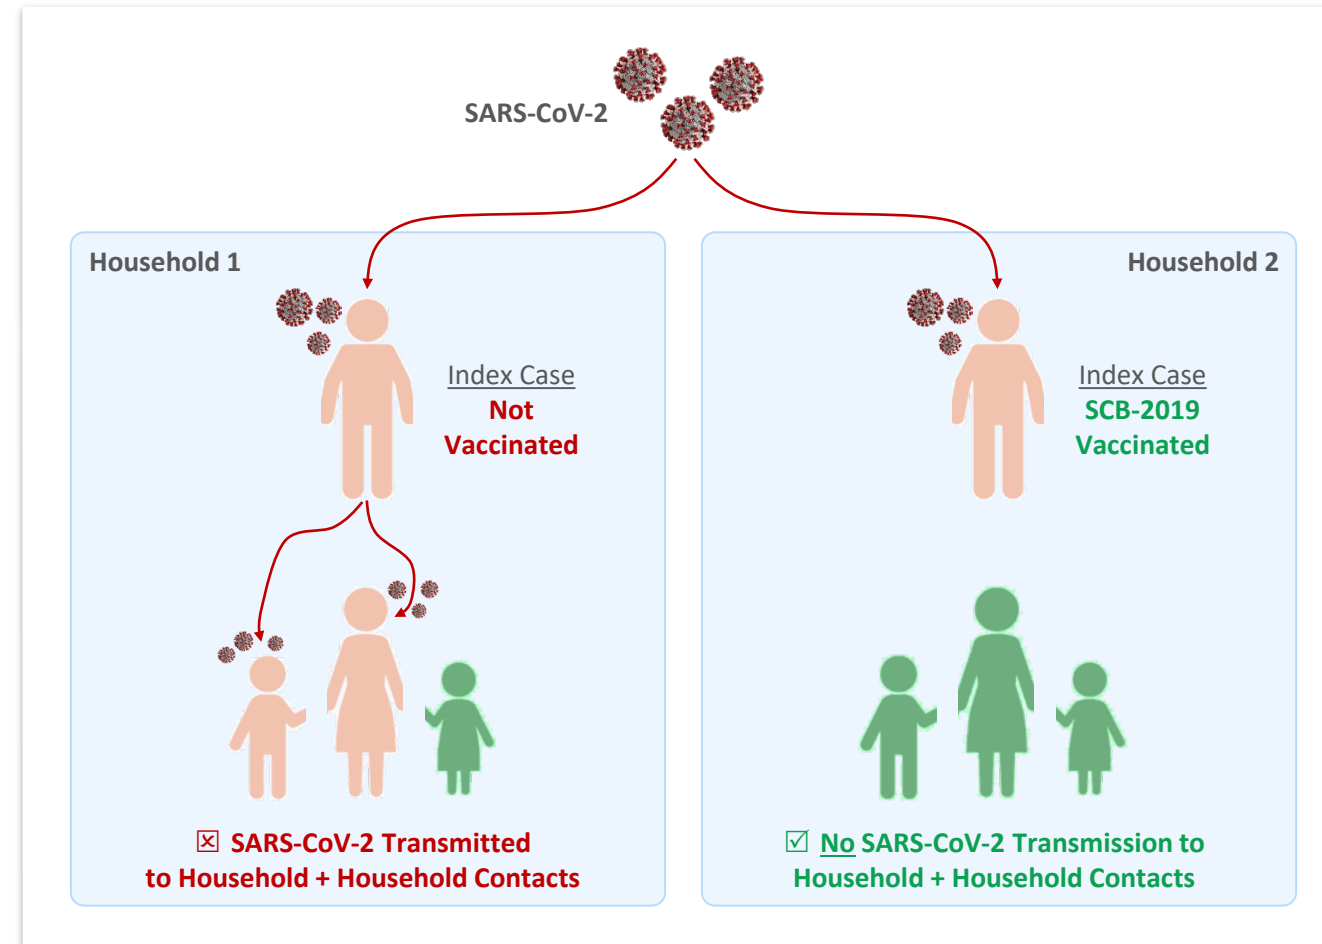 SARS-CoV-2
Household 1
Index Case
Not
Vaccinated
☒ SARS-CoV-2 Transmitted
to Household + Household Contacts
Household 2
Index Case
SCB-2019
Vaccinated
☑ No SARS-CoV-2 Transmission to
Household + Household Contacts